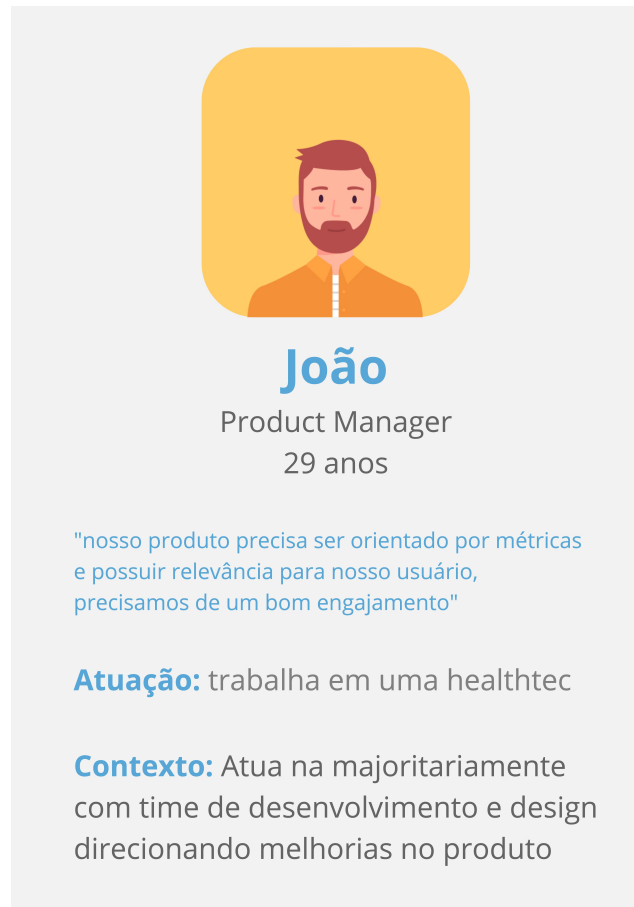 João
Product Manager
29 anos
"nosso produto precisa ser orientado por métricas
e possuir relevância para nosso usuário,
precisamos de um bom engajamento"
Atuação: trabalha em uma healthtec
Contexto: Atua na majoritariamente
com time de desenvolvimento e design
direcionando melhorias no produto